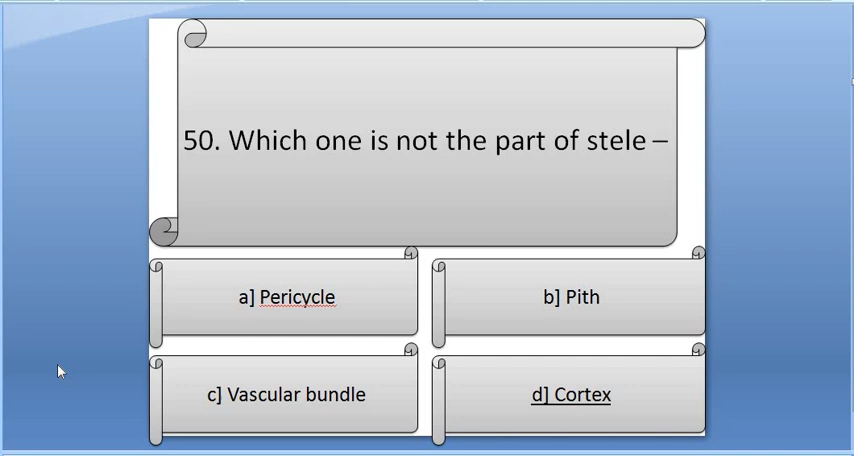 50. Which one is not the part of stele –
a] Pericycle
b] Pith
c] Vascular bundle
d] Cortex